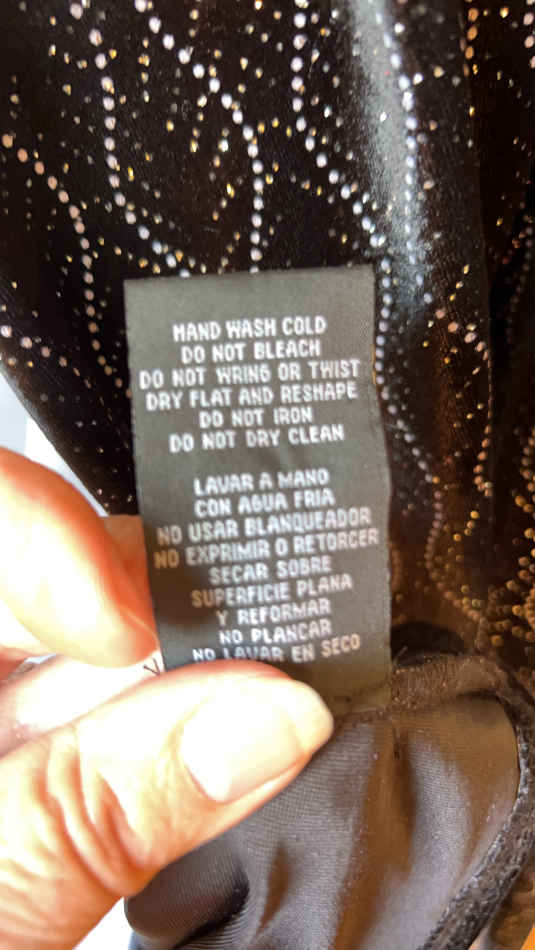 HAND WASH COLD
DO NOT BLEACH
DO NOT WRING OR TWIST
DRY FLAT AND RESHAPE
DO NOT IRON
DO NOT DRY CLEAN
LAVAR A MANO
CON AGUA FRIA
NO USAR BLANQUEADOR
NO EXPRIMIR O RETORCER
SECAR SOBRE
SUPERFICIE PLANA
Y REFORMAR
NO PLANCAR
NO LAVAR EN SECO